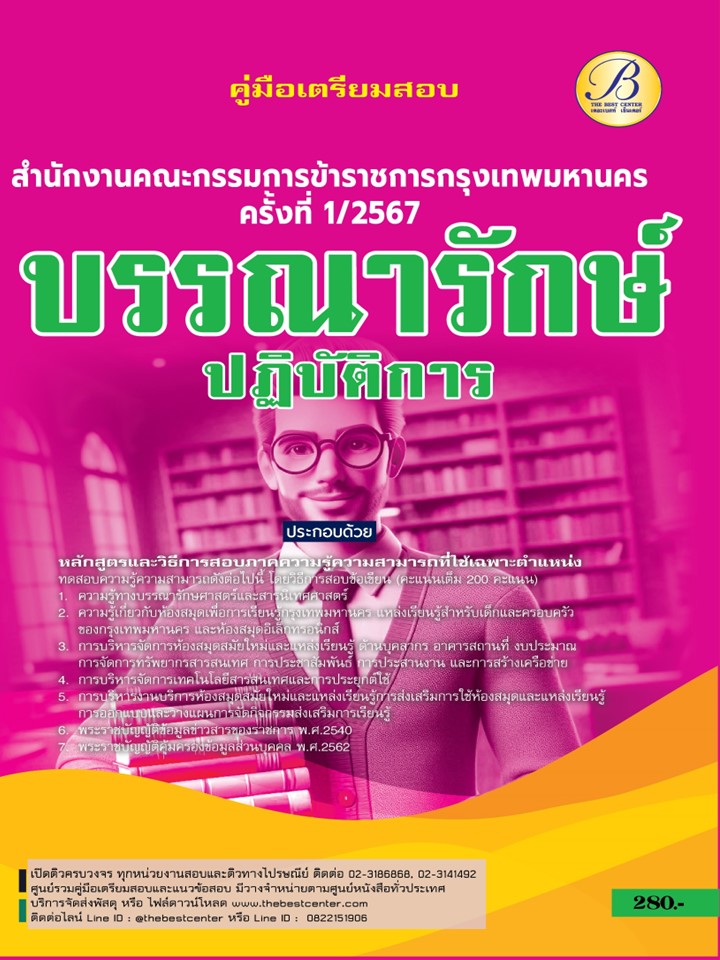 คู่มือเตรียมสอบ
B
THE BEST CENTER
เดอะเบสท์ เซ็นเตอร์
สำนักงานคณะกรรมการข้าราชการกรุงเทพมหานคร
ครั้งที่ 1/2567
บรรณารักษ์
ปฏิบัติการ
ประกอบด้วย
หลักสูตรและวิธีการสอบภาคความรู้ความสามารถที่ใช้เฉพาะตำแหน่ง
ทดสอบความรู้ความสามารถดังต่อไปนี้ โดยวิธีการสอบข้อเขียน (คะแนนเต็ม 200 คะแนน)
1. ความรู้ทางบรรณารักษศาสตร์และสารนิเทศศาสตร์
2. ความรู้เกี่ยวกับห้องสมุดเพื่อการเรียนรู้กรุงเทพมหานคร แหล่งเรียนรู้สำหรับเด็กและครอบครัว
ของกรุงเทพมหานคร และห้องสมุดอิเล็กทรอนิกส์
3. การบริหารจัดการห้องสมุดสมัยใหม่และแหล่งเรียนรู้ ด้านบุคลากร อาคารสถานที่ งบประมาณ
การจัดการทรัพยากรสารสนเทศ การประชาสัมพันธ์ การประสานงาน และการสร้างเครือข่าย
4. การบริหารจัดการเทคโนโลยีสารสนเทศและการประยุกต์ใช้
5. การบริหารงานบริการห้องสมุดสมัยใหม่และแหล่งเรียนรู้การส่งเสริมการใช้ห้องสมุดและแหล่งเรียนรู้
การออกแบบและวางแผนการจัดกิจกรรมส่งเสริมการเรียนรู้
6. พระราชบัญญัติข้อมูลข่าวสารของราชการ พ.ศ.2540
7. พระราชบัญญัติคุ้มครองข้อมูลส่วนบุคคล พ.ศ.2562
เปิดติวครบวงจร ทุกหน่วยงานสอบและติวทางไปรษณีย์ ติดต่อ 02-3186868, 02-3141492
ศูนย์รวมคู่มือเตรียมสอบและแนวข้อสอบ มีวางจำหน่ายตามศูนย์หนังสือทั่วประเทศ
บริการจัดส่งพัสดุ หรือ ไฟล์ดาวน์โหลด www.thebestcenter.com
ติดต่อไลน์ Line ID : @thebestcenter หรือ Line ID : 0822151906
280.-